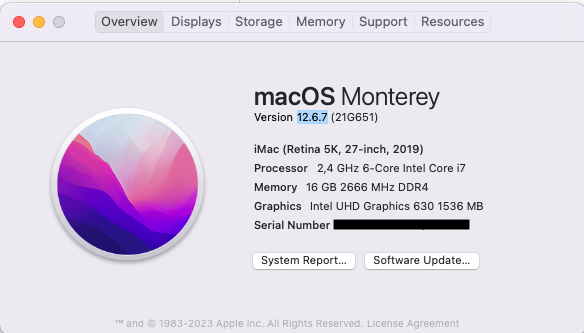 Overview Displays Storage Memory Support Resources
macOS Monterey
Version 12.6.7 (21G651)
iMac (Retina 5K, 27-inch, 2019)
Processor 2,4 GHz 6-Core Intel Core i7
Memory 16 GB 2666 MHz DDR4
Graphics Intel UHD Graphics 630 1536 MB
Serial Number
System Report... Software Update...
™ and © 1983-2023 Apple Inc. All Rights Reserved. License Agreement